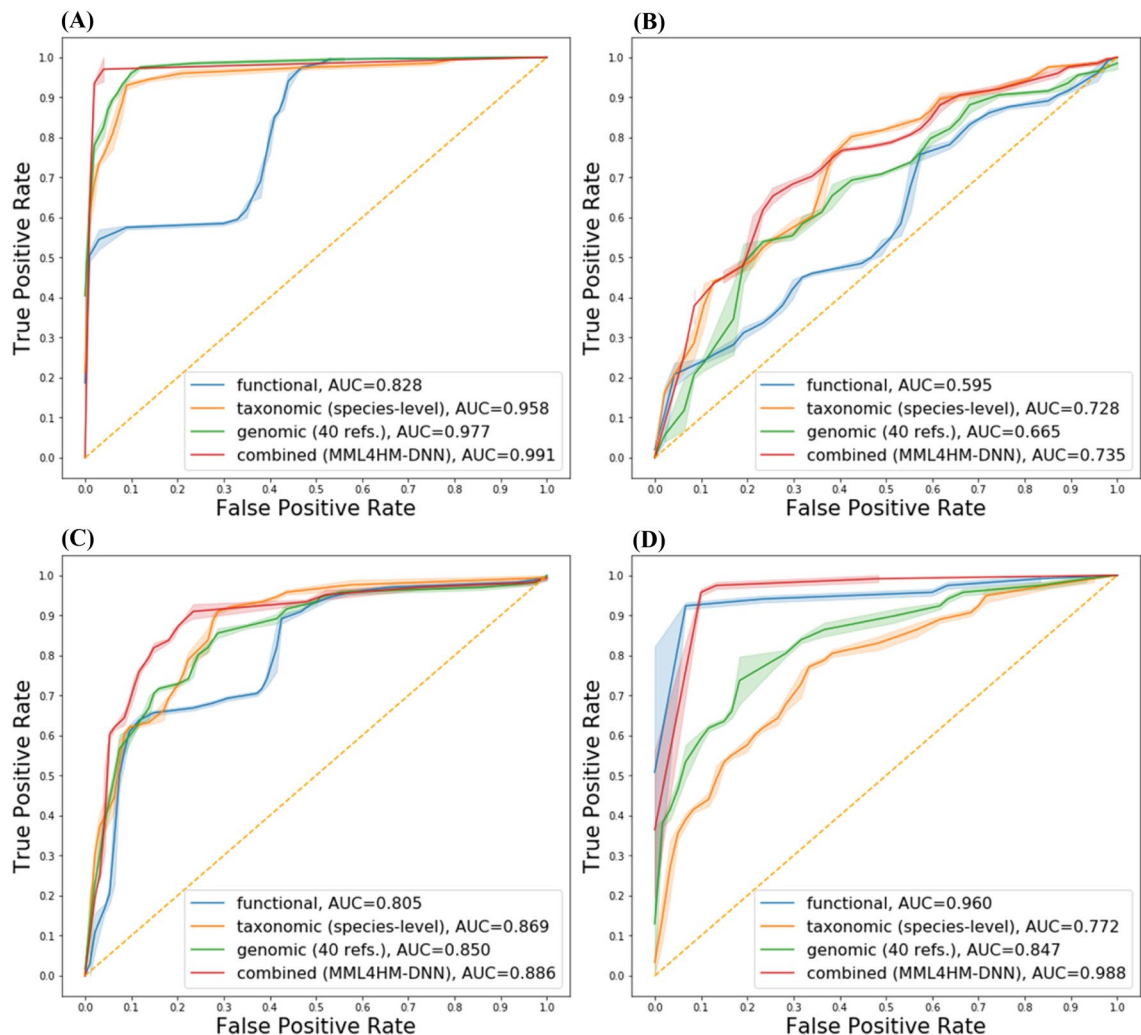 (A)
1.0
0.9
0.8
0.7
0.6
0.5
0.4
0.3
0.2
0.1
0.0
True Positive Rate
functional, AUC=0.828
taxonomic (species-level), AUC=0.958
genomic (40 refs.), AUC=0.977
combined (MML4HM-DNN), AUC=0.991
0.0 0.1 0.2 0.3 0.4 0.5 0.6 0.7 0.8 0.9 1.0
False Positive Rate
(B)
1.0
0.9
0.8
0.7
0.6
0.5
0.4
0.3
0.2
0.1
0.0
True Positive Rate
functional, AUC=0.595
taxonomic (species-level), AUC=0.728
genomic (40 refs.), AUC=0.665
combined (MML4HM-DNN), AUC=0.735
0.0 0.1 0.2 0.3 0.4 0.5 0.6 0.7 0.8 0.9 1.0
False Positive Rate
(C)
1.0
0.9
0.8
0.7
0.6
0.5
0.4
0.3
0.2
0.1
0.0
True Positive Rate
functional, AUC=0.805
taxonomic (species-level), AUC=0.869
genomic (40 refs.), AUC=0.850
combined (MML4HM-DNN), AUC=0.886
0.0 0.1 0.2 0.3 0.4 0.5 0.6 0.7 0.8 0.9 1.0
False Positive Rate
(D)
1.0
0.9
0.8
0.7
0.6
0.5
0.4
0.3
0.2
0.1
0.0
True Positive Rate
functional, AUC=0.960
taxonomic (species-level), AUC=0.772
genomic (40 refs.), AUC=0.847
combined (MML4HM-DNN), AUC=0.988
0.0 0.1 0.2 0.3 0.4 0.5 0.6 0.7 0.8 0.9 1.0
False Positive Rate